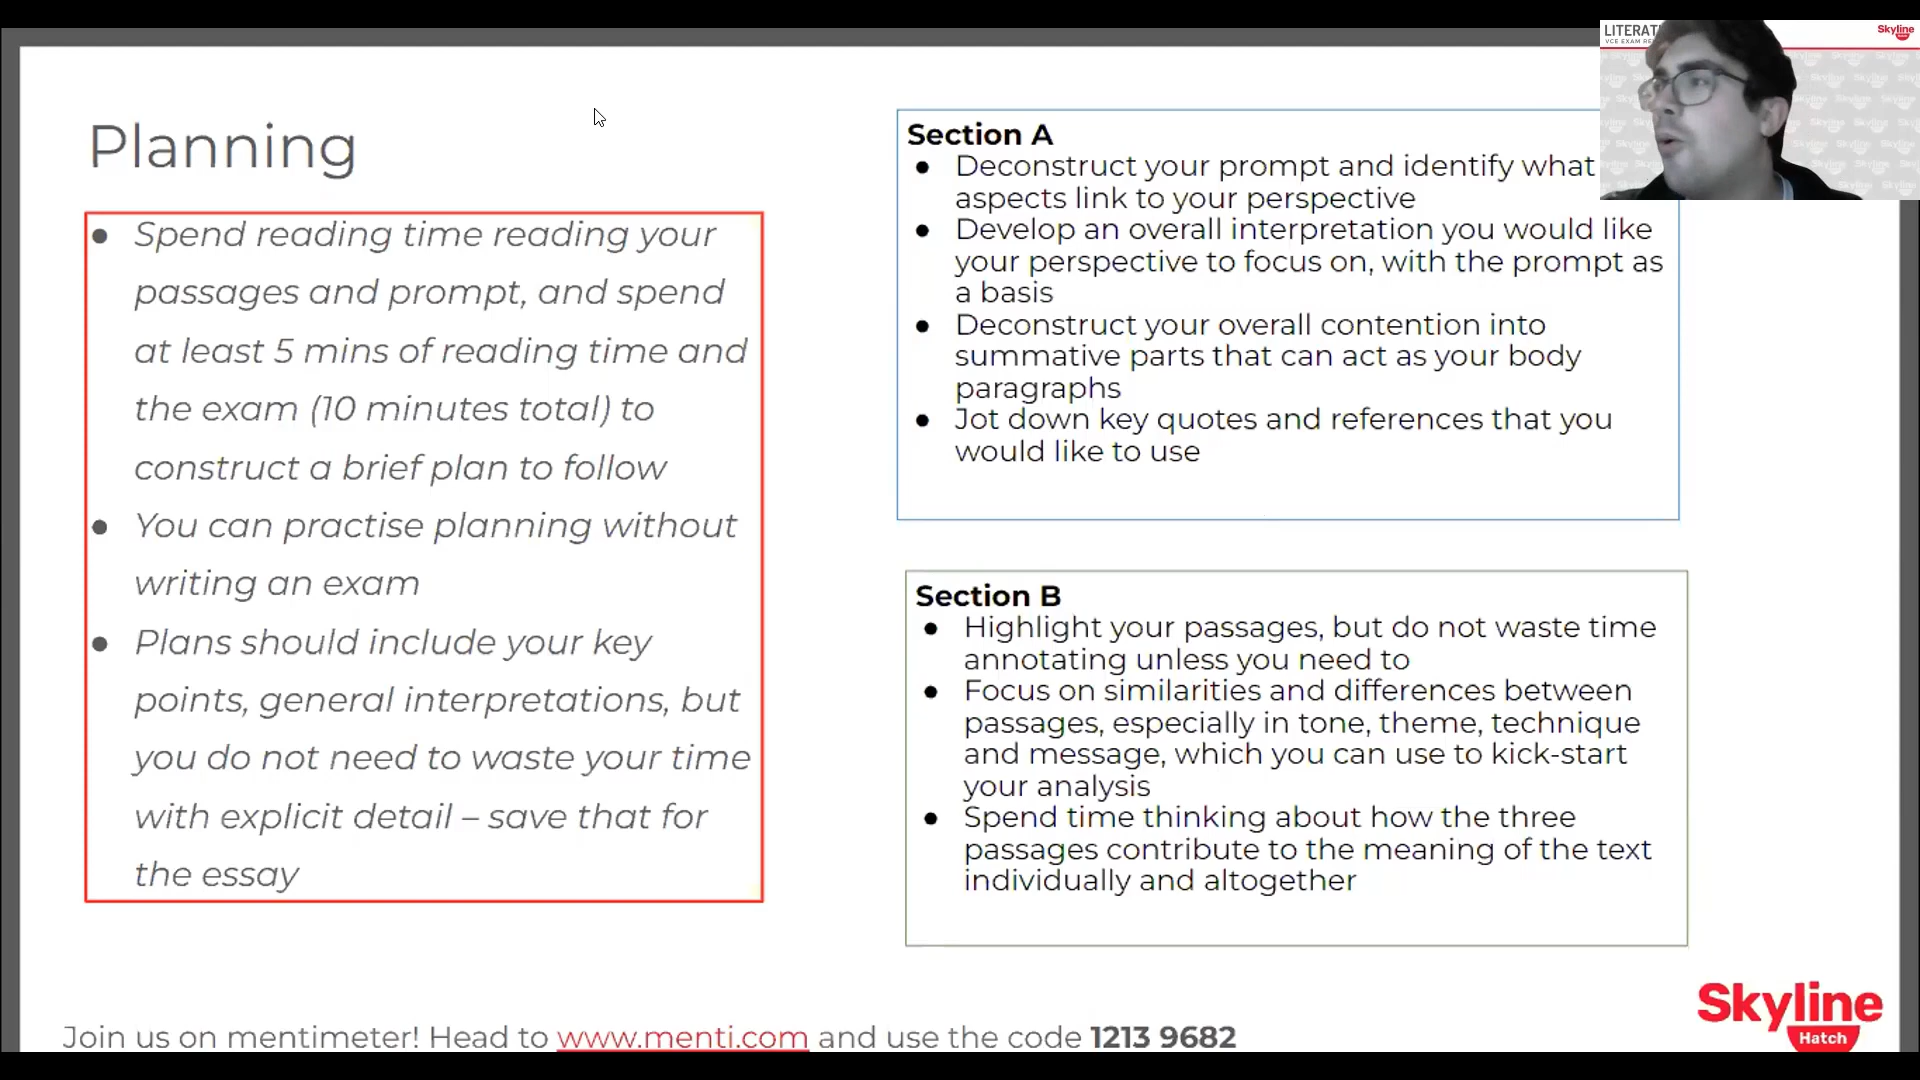 Planning
● Spend reading time reading your
passages and prompt, and spend
at least 5 mins of reading time and
the exam (10 minutes total) to
construct a brief plan to follow
● You can practise planning without
writing an exam
● Plans should include your key
points, general interpretations, but
you do not need to waste your time
with explicit detail – save that for
the essay
Section A
● Deconstruct your prompt and identify what
aspects link to your perspective
● Develop an overall interpretation you would like
your perspective to focus on, with the prompt as
a basis
● Deconstruct your overall contention into
summative parts that can act as your body
paragraphs
● Jot down key quotes and references that you
would like to use
Section B
● Highlight your passages, but do not waste time
annotating unless you need to
● Focus on similarities and differences between
passages, especially in tone, theme, technique
and message, which you can use to kick-start
your analysis
● Spend time thinking about how the three
passages contribute to the meaning of the text
individually and altogether
Join us on mentimeter! Head to www.menti.com and use the code 1213 9682
Skyline
Hatch
LITERAT
VCE EXAM RE
Skyline